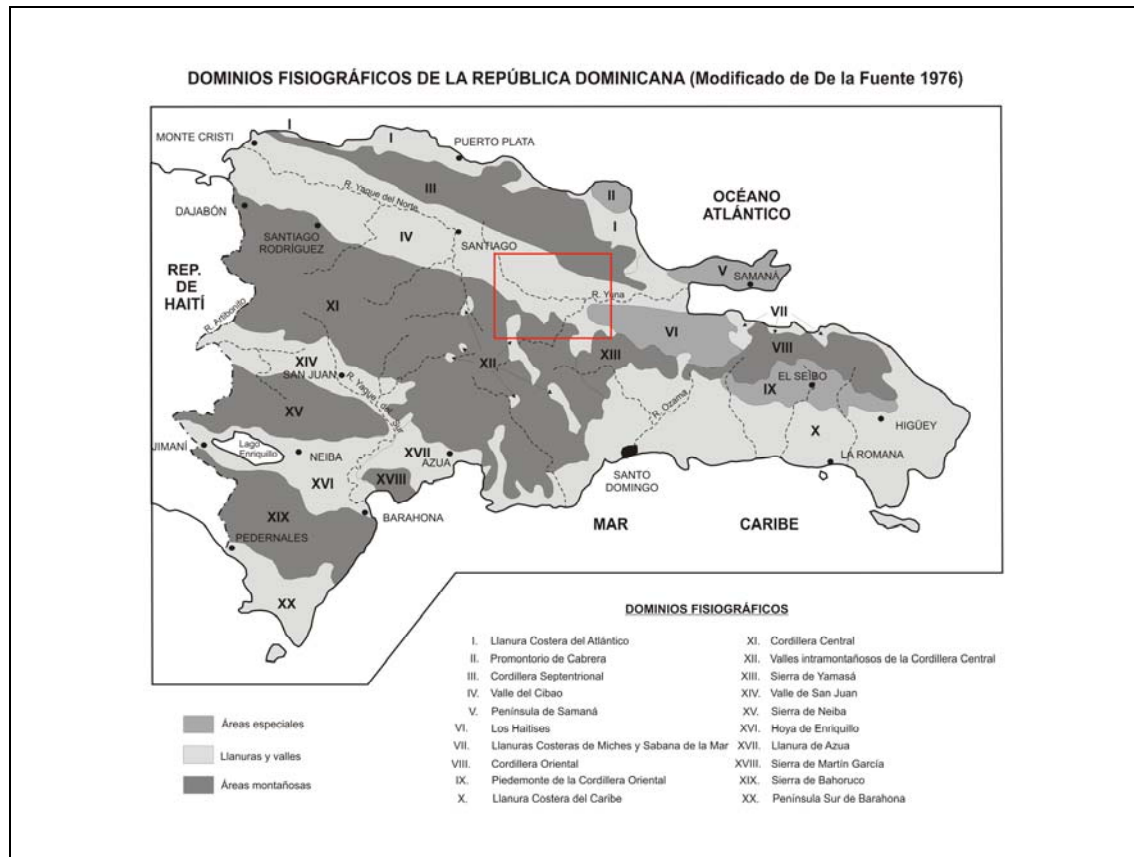 DOMINIOS FISIOGRÁFICOS DE LA REPÚBLICA DOMINICANA (Modificado de De la Fuente 1976)
I
I
MONTE CRISTI
PUERTO PLATA
III
II
OCÉANO
ATLÁNTICO
R. Yaque del Norte
DAJABÓN
I
SANTIAGO
RODRÍGUEZ
IV
SANTIAGO
REP.
DE
HAITÍ
V
SAMANÁ
R. Yuna
VII
XI
R. Artibonito
VI
VIII
XII
XIII
XIV
SAN JUAN
EL SEIBO
IX
R. Yaque del Sur
R. Ozama
XV
HIGÜEY
X
JIMANÍ
Lago
Enriquillo
NEIBA
XVII
AZUA
LA ROMANA
SANTO
DOMINGO
XVI
XVIII
BARAHONA
MAR
CARIBE
XIX
PEDERNALES
XX
DOMINIOS FISIOGRÁFICOS
I. Llanura Costera del Atlántico
II. Promontorio de Cabrera
III. Cordillera Septentrional
IV. Valle del Cibao
V. Península de Samaná
VI. Los Haitises
VII. Llanuras Costeras de Miches y Sabana de la Mar
VIII. Cordillera Oriental
IX. Piedemonte de la Cordillera Oriental
X. Llanura Costera del Caribe
XI. Cordillera Central
XII. Valles intramontañosos de la Cordillera Central
XIII. Sierra de Yamasá
XIV. Valle de San Juan
XV. Sierra de Neiba
XVI. Hoya de Enriquillo
XVII. Llanura de Azua
XVIII. Sierra de Martín García
XIX. Sierra de Bahoruco
XX. Península Sur de Barahona
Áreas especiales
Llanuras y valles
Áreas montañosas